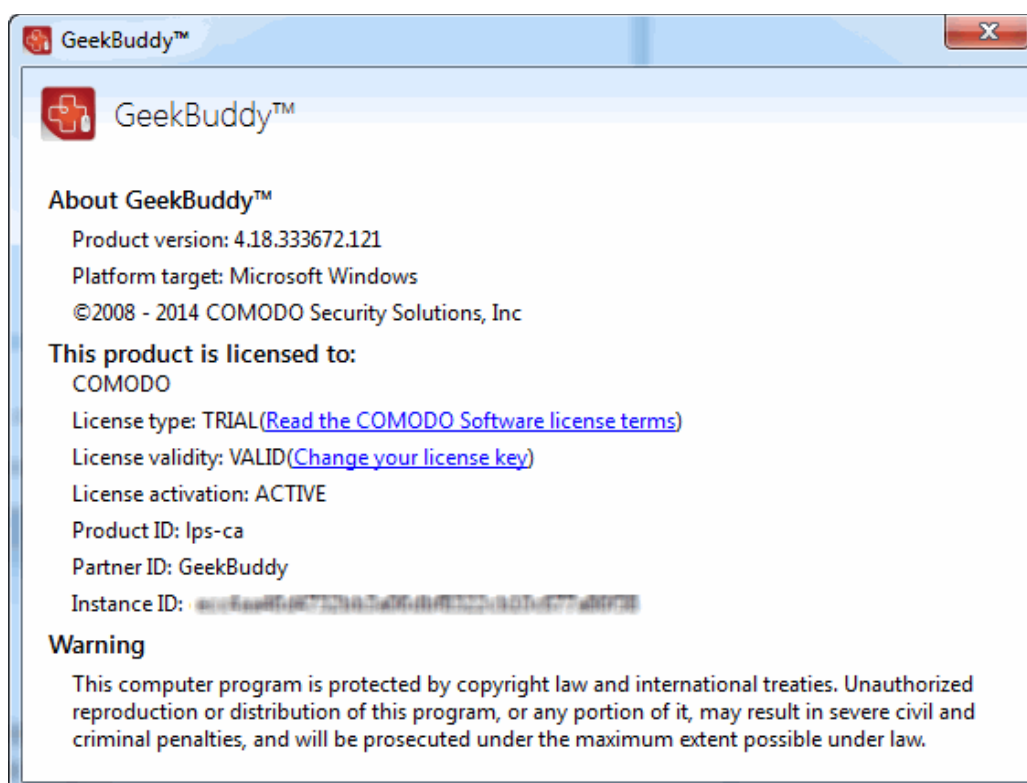 GeekBuddy™
GeekBuddy™
About GeekBuddy™
Product version: 4.18.333672.121
Platform target: Microsoft Windows
©2008 - 2014 COMODO Security Solutions, Inc
This product is licensed to:
COMODO
License type: TRIAL(Read the COMODO Software license terms)
License validity: VALID(Change your license key)
License activation: ACTIVE
Product ID: lps-ca
Partner ID: GeekBuddy
Instance ID:
Warning
This computer program is protected by copyright law and international treaties. Unauthorized
reproduction or distribution of this program, or any portion of it, may result in severe civil and
criminal penalties, and will be prosecuted under the maximum extent possible under law.